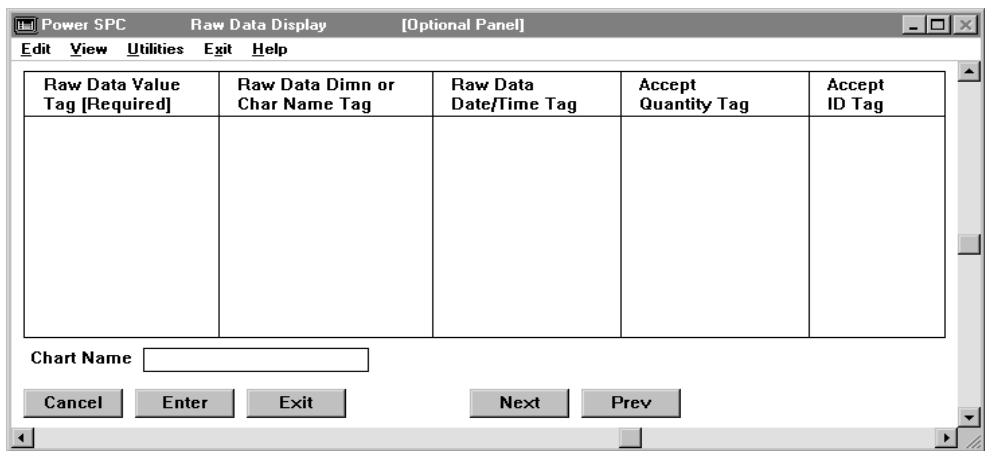 Power SPC Raw Data Display [Optional Panel]
Edit View Utilities Exit Help
Raw Data Value Tag [Required]
Raw Data Dimn or Char Name Tag
Raw Data Date/Time Tag
Accept Quantity Tag
Accept ID Tag
Chart Name
Cancel Enter Exit Next Prev